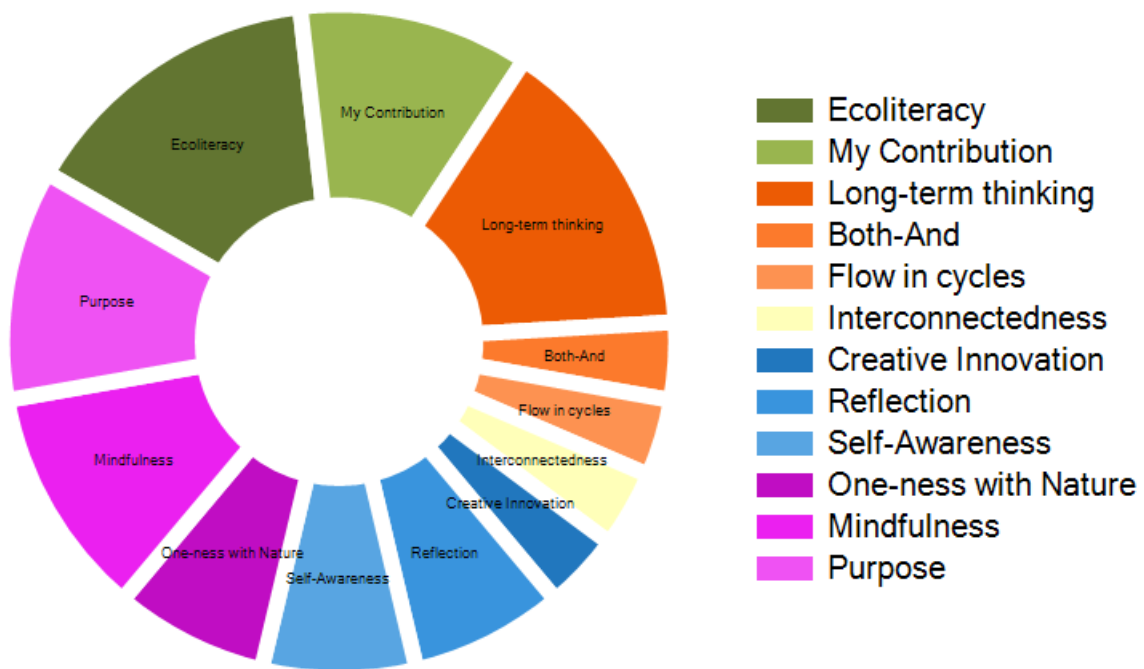 My Contribution
Ecoliteracy
Long-term thinking
Purpose
Both-And
Flow in cycles
Mindfulness
Interconnectedness
Creative Innovation
One-ness with Nature
Reflection
Self-Awareness
Ecoliteracy
My Contribution
Long-term thinking
Both-And
Flow in cycles
Interconnectedness
Creative Innovation
Reflection
Self-Awareness
One-ness with Nature
Mindfulness
Purpose